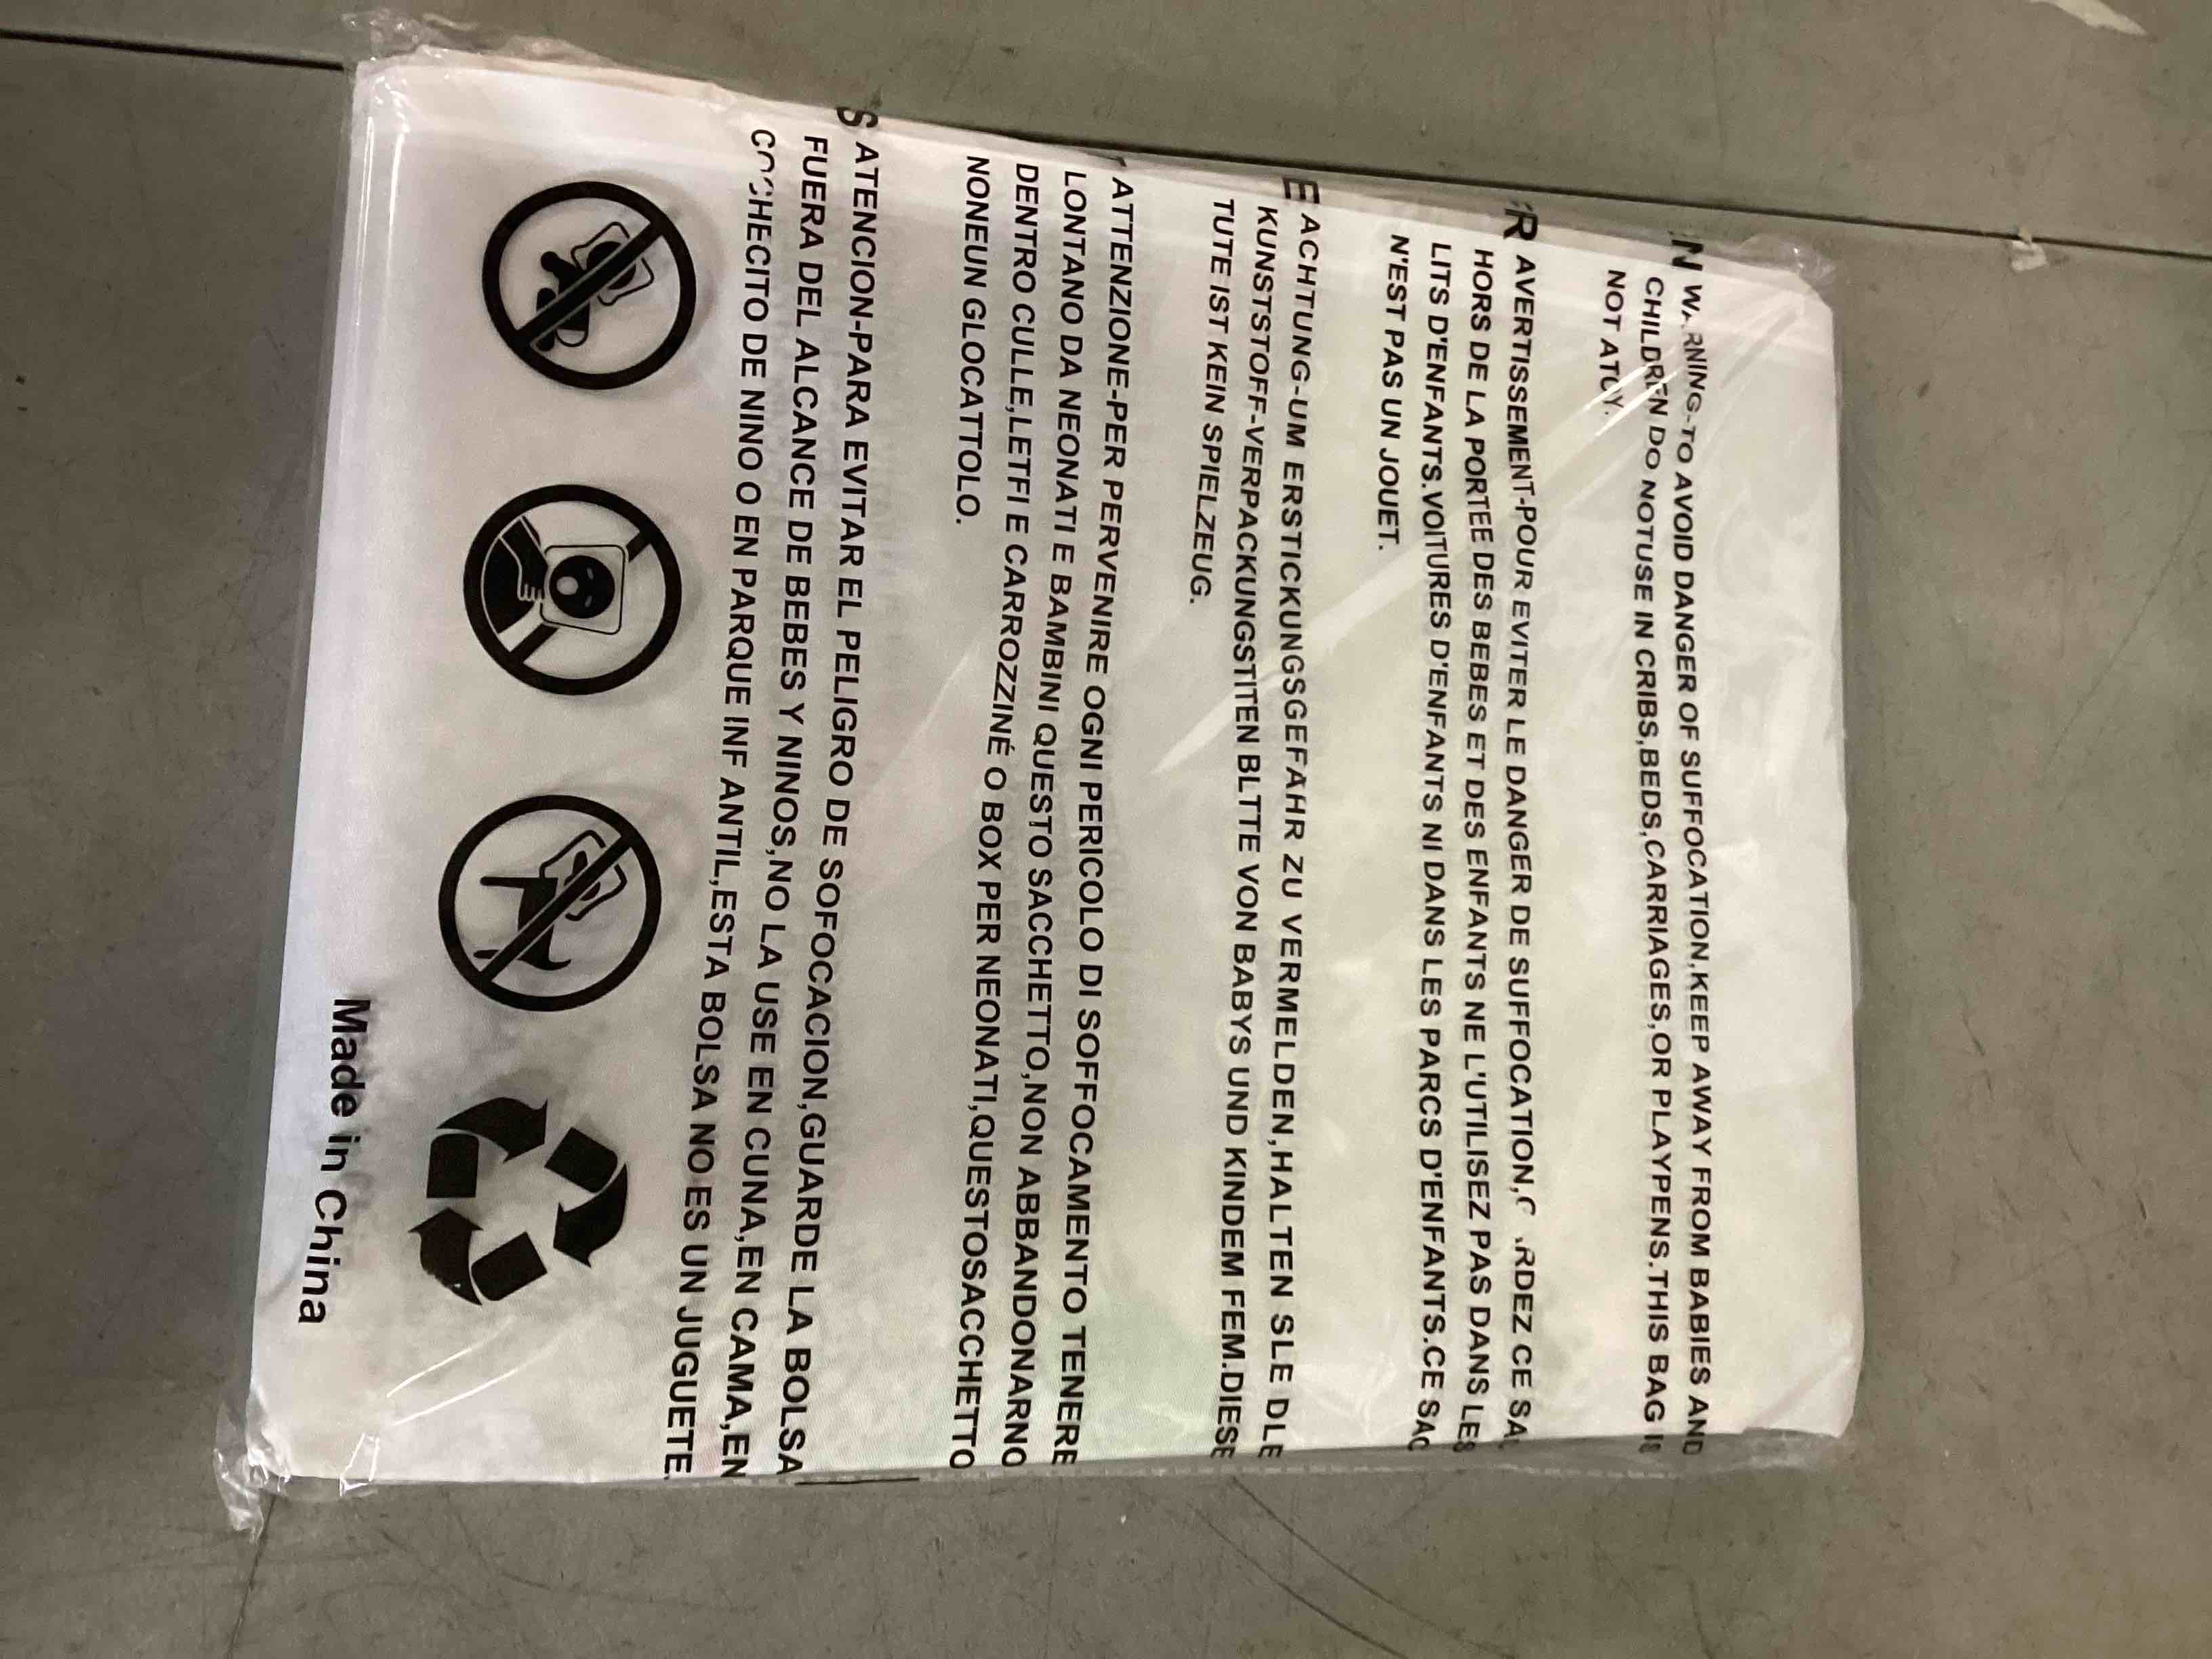 WARNING-TO AVOID DANGER OF SUFFOCATION.KEEP AWAY FROM BABIES AND
CHILDREN DO NOTUSE IN CRIBS,BEDS,CARRIAGES,OR PLAYPENS.THIS BAG IS
NOT ATOY.
AVERTISSEMENT-POUR EVITER LE DANGER DE SUFFOCATION, CE
HORS DE LA PORTEE DES BEBES ET DES ENFANTS NE L'UTILISEZ PAS DANS LES
LITS D'ENFANTS.VOITURES D'ENFANTS NI DANS LES PARCS D'ENFANTS.CE SAC
N'EST PAS UN JOUET.
ACHTUNG-UM ERSTICKUNGSGEFAHR ZU VERMELDEN,HALTEN SLE DLE
KUNSTSTOFF-VERPACKUNGSTITEN BLTTE VON BABYS UND KINDEM FEM.DIESE
TUTE IST KEIN SPIELZEUG.
ATTENZIONE-PER PERVENIRE OGNI PERICOLO DI SOFFOCAMENTO TENERE
LONTANO DA NEONATI E BAMBINI QUESTO SACCHETTO,NON ABBANDONARNO
DENTRO CULLE,LETFI E CARROZZINÉ O BOX PER NEONATI,QUESTOSACCHETTO
NONEUN GLOCATTOLO.
ATENCION-PARA EVITAR EL PELIGRO DE SOFOCACION,GUARDE LA BOLSA
FUERA DEL ALCANCE DE BEBES Y NINOS,NO LA USE EN CUNA,EN CAMA,EN
COCHECITO DE NINO O EN PARQUE INF ANTIL,ESTA BOLSA NO ES UN JUGUETE.
Made in China